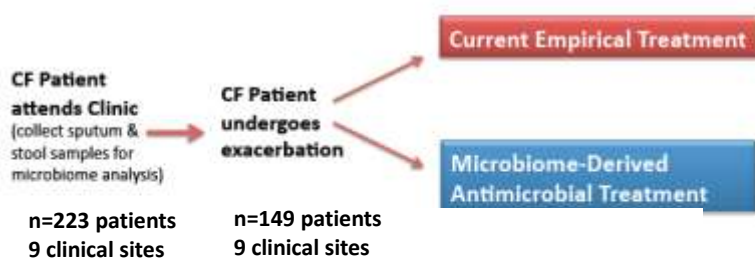 CF Patient
attends Clinic
(collect sputum &
stool samples for
microbiome analysis)
n=223 patients
9 clinical sites
CF Patient
undergoes
exacerbation
n=149 patients
9 clinical sites
Current Empirical Treatment
Microbiome-Derived
Antimicrobial Treatment